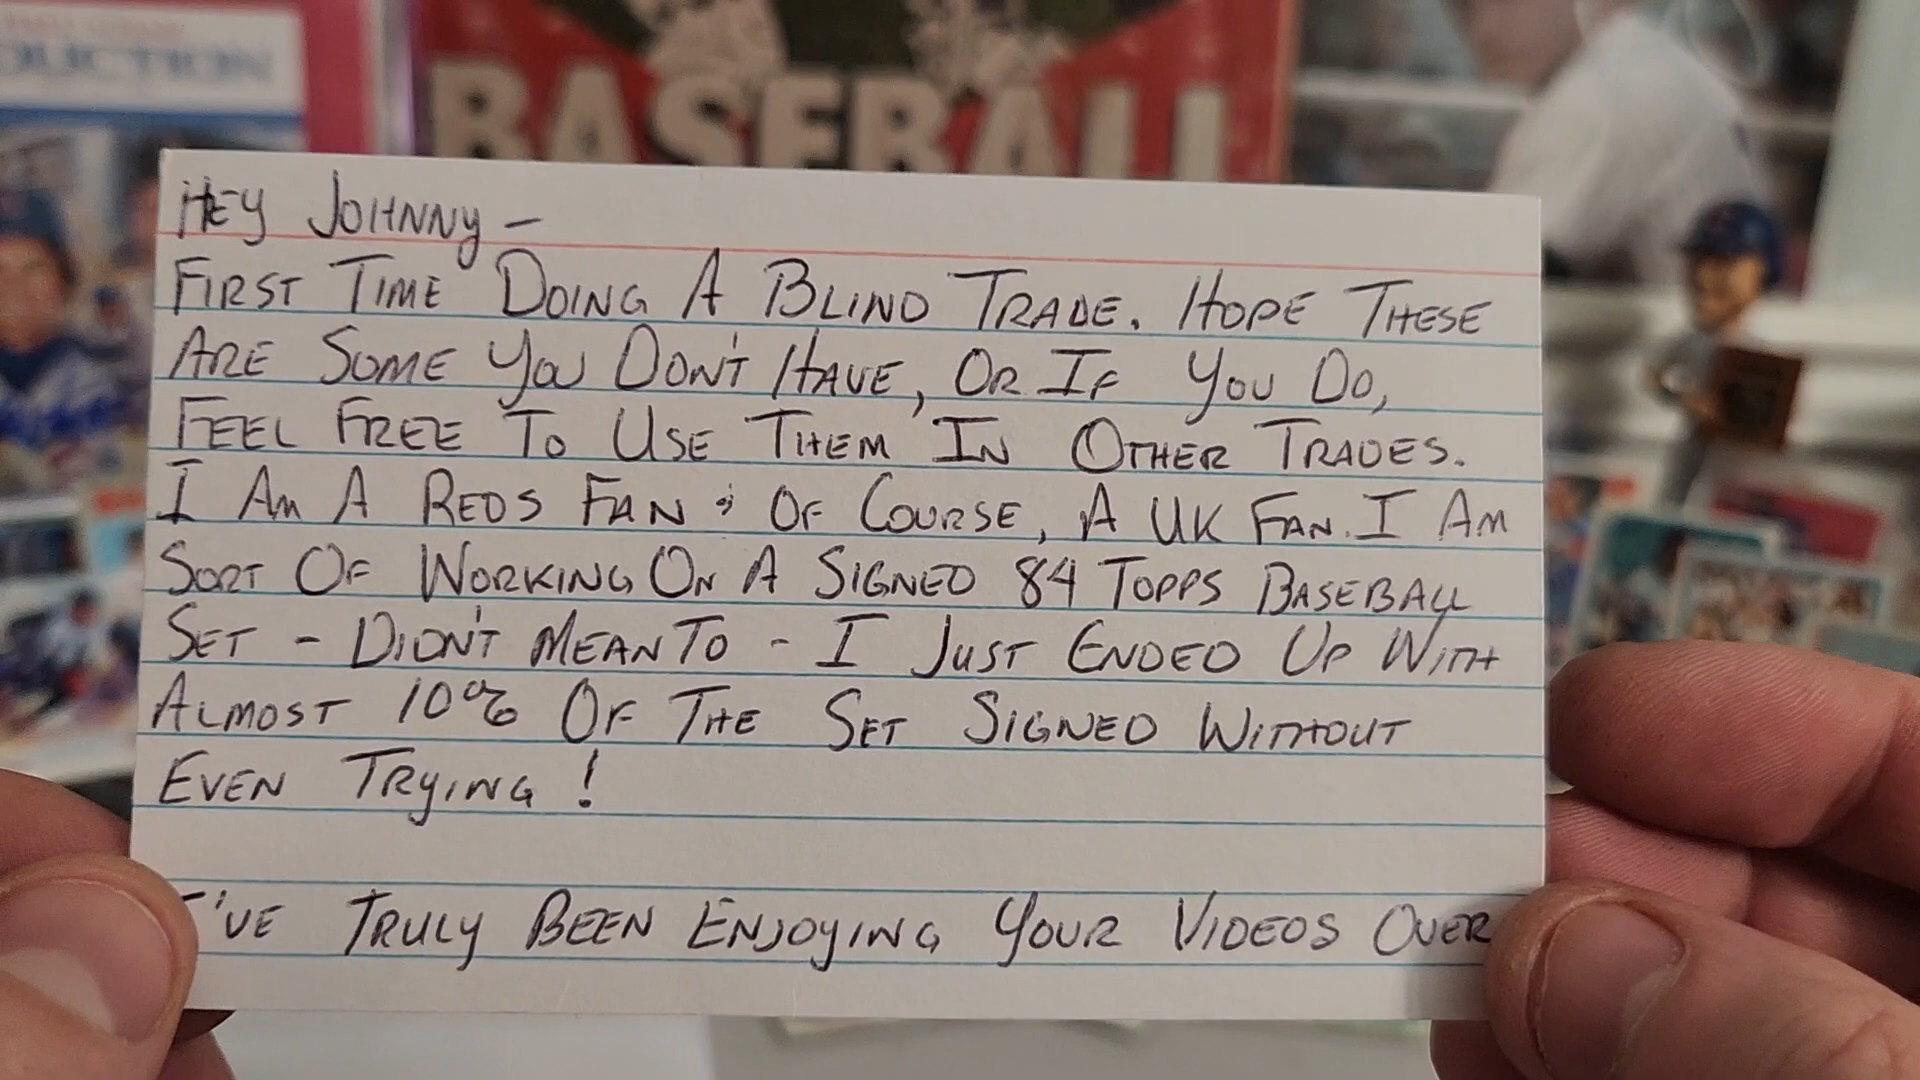 DUCTION
BASEBALL
HEY JOHNNY -
FIRST TIME DOING A BLIND TRADE. HOPE THESE
ARE SOME YOU DON'T HAVE, OR IF YOU DO,
FEEL FREE TO USE THEM IN OTHER TRADES.
I AM A REDS FAN & OF COURSE, A UK FAN. I AM
SORT OF WORKING ON A SIGNED 84 TOPPS BASEBALL
SET - DIDN'T MEAN TO - I JUST ENDED UP WITH
ALMOST 10% OF THE SET SIGNED WITHOUT
EVEN TRYING!
I'VE TRULY BEEN ENJOYING YOUR VIDEOS OVER